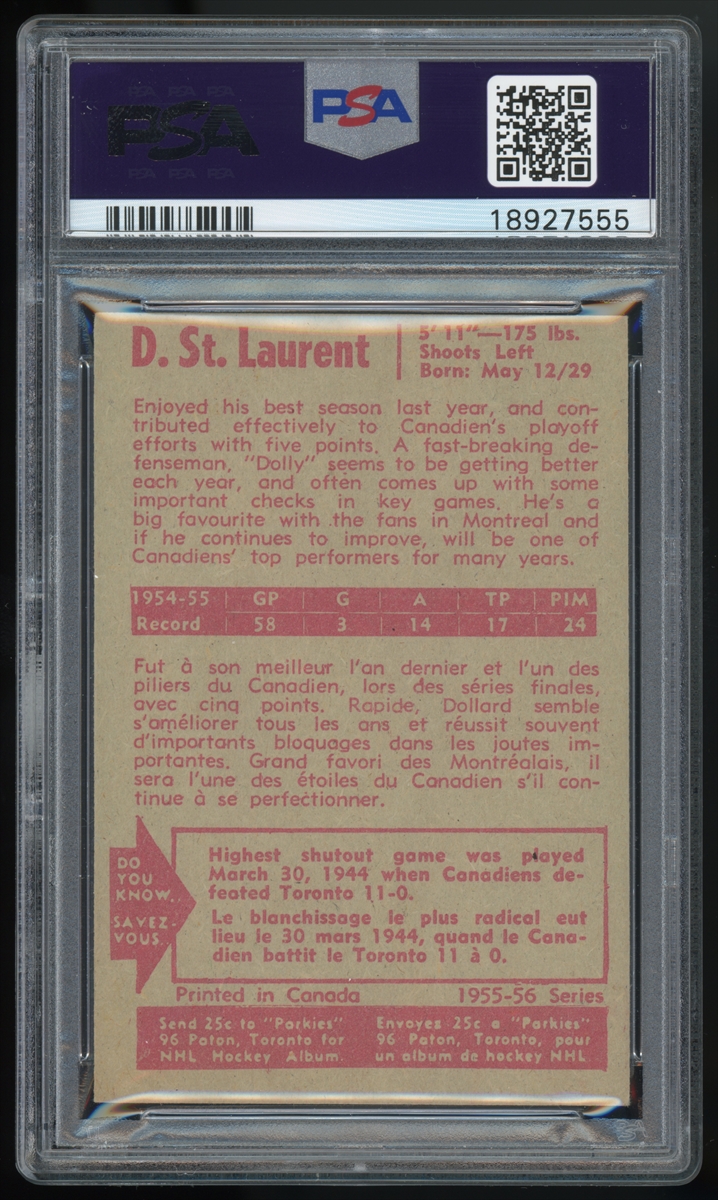 PSA PSA PSA
PSA
PSA PSA PSA
PSA
18927555
D. St. Laurent
5' 11"—175 lbs.
Shoots Left
Born: May 12/29
Enjoyed his best season last year, and con-
tributed effectively to Canadien's playoff
efforts with five points. A fast-breaking de-
fenseman, "Dolly" seems to be getting better
each year, and often comes up with some
important checks in key games. He's a
big favourite with the fans in Montreal and
if he continues to improve, will be one of
Canadiens' top performers for many years.
1954-55 GP G A TP PIM
Record 58 3 14 17 24
Fut à son meilleur l'an dernier et l'un des
piliers du Canadien, lors des séries finales,
avec cinq points. Rapide, Dollard semble
s'améliorer tous les ans et réussit souvent
d'importants bloquages dans les joutes im-
portantes. Grand favori des Montréalais, il
sera l'une des étoiles du Canadien s'il con-
tinue à se perfectionner.
DO
YOU
KNOW..
SAVEZ-
VOUS..
Highest shutout game was played
March 30, 1944 when Canadiens de-
feated Toronto 11-0.
Le blanchissage le plus radical eut
lieu le 30 mars 1944, quand le Cana-
dien battit le Toronto 11 à 0.
Printed in Canada
1955-56 Series
Send 25c to "Parkies"
96 Paton, Toronto for
NHL Hockey Album.
Envoyez 25c a "Parkies"
96 Paton, Toronto, pour
un album de hockey NHL